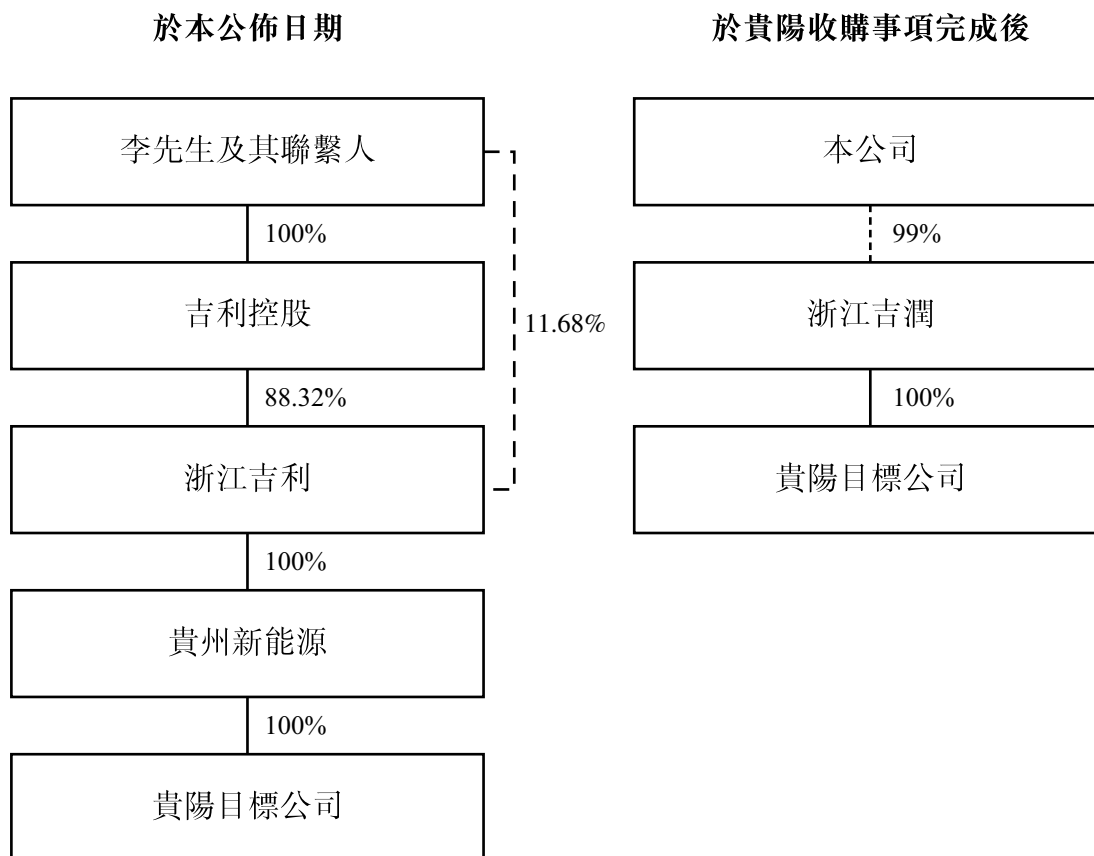 於本公佈日期
李先生及其聯繫人
100%
吉利控股
11.68%
88.32%
浙江吉利
100%
貴州新能源
100%
貴陽目標公司
於貴陽收購事項完成後
本公司
99%
浙江吉潤
100%
貴陽目標公司